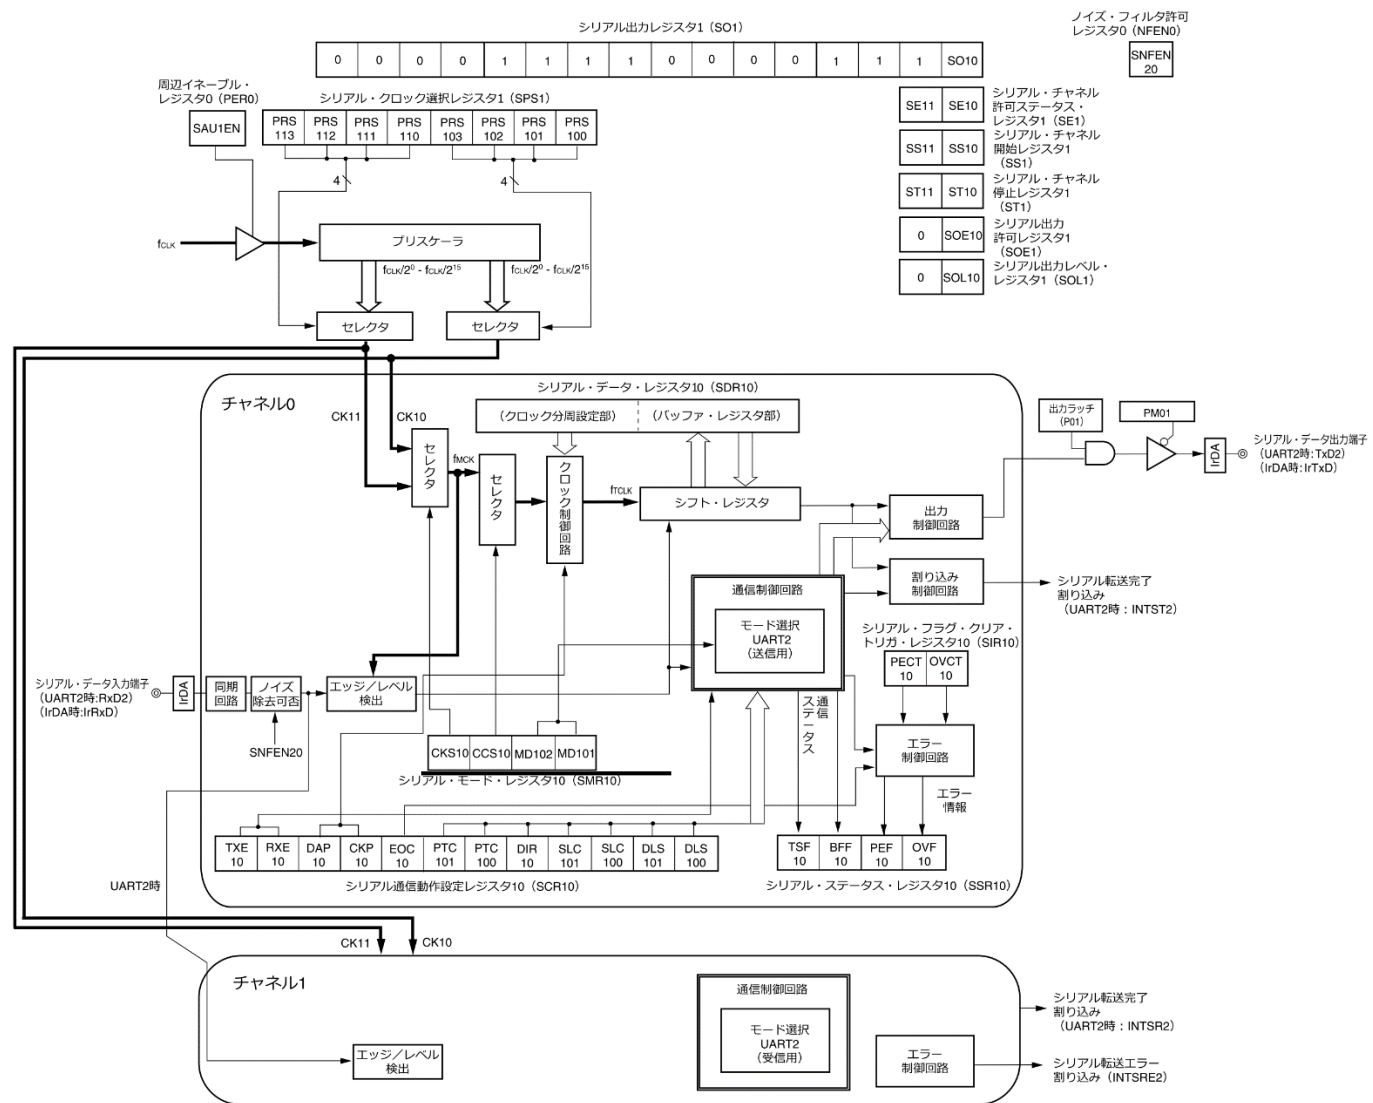 シリアル出力レジスタ1（SO1）
0 0 0 0 1 1 1 1 0 0 0 0 1 1 1 SO10
ノイズ・フィルタ許可
レジスタ0（NFEN0）
SNFEN
20
周辺イネーブル・
レジスタ0（PER0）
SAU1EN
シリアル・クロック選択レジスタ1（SPS1）
PRS PRS PRS PRS PRS PRS PRS PRS
113 112 111 110 103 102 101 100
4
4
SE11 SE10
シリアル・チャネル
許可ステータス・
レジスタ1（SE1）
SS11 SS10
シリアル・チャネル
開始レジスタ1
（SS1）
ST11 ST10
シリアル・チャネル
停止レジスタ1
（ST1）
0 SOE10
シリアル出力
許可レジスタ1
（SOE1）
0 SOL10
シリアル出力レベル・
レジスタ1（SOL1）
fCLK
プリスケーラ
fCLK/2⁰ - fCLK/2¹⁵
fCLK/2⁰ - fCLK/2¹⁵
セレクタ
セレクタ
チャネル0
CK11
CK10
シリアル・データ・レジスタ10（SDR10）
（クロック分周設定部）
（バッファ・レジスタ部）
セレクタ
fMCK
セレクタ
クロック制御回路
fTCLK
シフト・レジスタ
出力
制御回路
出力ラッチ
（P01）
PM01
IrDA
シリアル・データ出力端子
（UART2時：TxD2）
（IrDA時：IrTxD）
通信制御回路
モード選択
UART2
（送信用）
割り込み
制御回路
シリアル転送完了
割り込み
（UART2時：INTST2）
シリアル・フラグ・クリア・
トリガ・レジスタ10（SIR10）
PECT OVCT
10 10
シリアル・データ入力端子
（UART2時:RxD2）
（IrDA時:IrRxD）
IrDA
同期
回路
ノイズ
除去可否
エッジ／レベル
検出
SNFEN20
通信
ステータス
エラー
制御回路
エラー
情報
CKS10 CCS10 MD102 MD101
シリアル・モード・レジスタ10（SMR10）
TXE RXE DAP CKP EOC PTC PTC DIR SLC SLC DLS DLS
10 10 10 10 10 101 100 10 101 100 101 100
シリアル通信動作設定レジスタ10（SCR10）
TSF BFF PEF OVF
10 10 10 10
シリアル・ステータス・レジスタ10（SSR10）
UART2時
CK11
CK10
チャネル1
通信制御回路
モード選択
UART2
（受信用）
シリアル転送完了
割り込み
（UART2時：INTSR2）
エッジ／レベル
検出
エラー
制御回路
シリアル転送エラー
割り込み（INTSRE2）